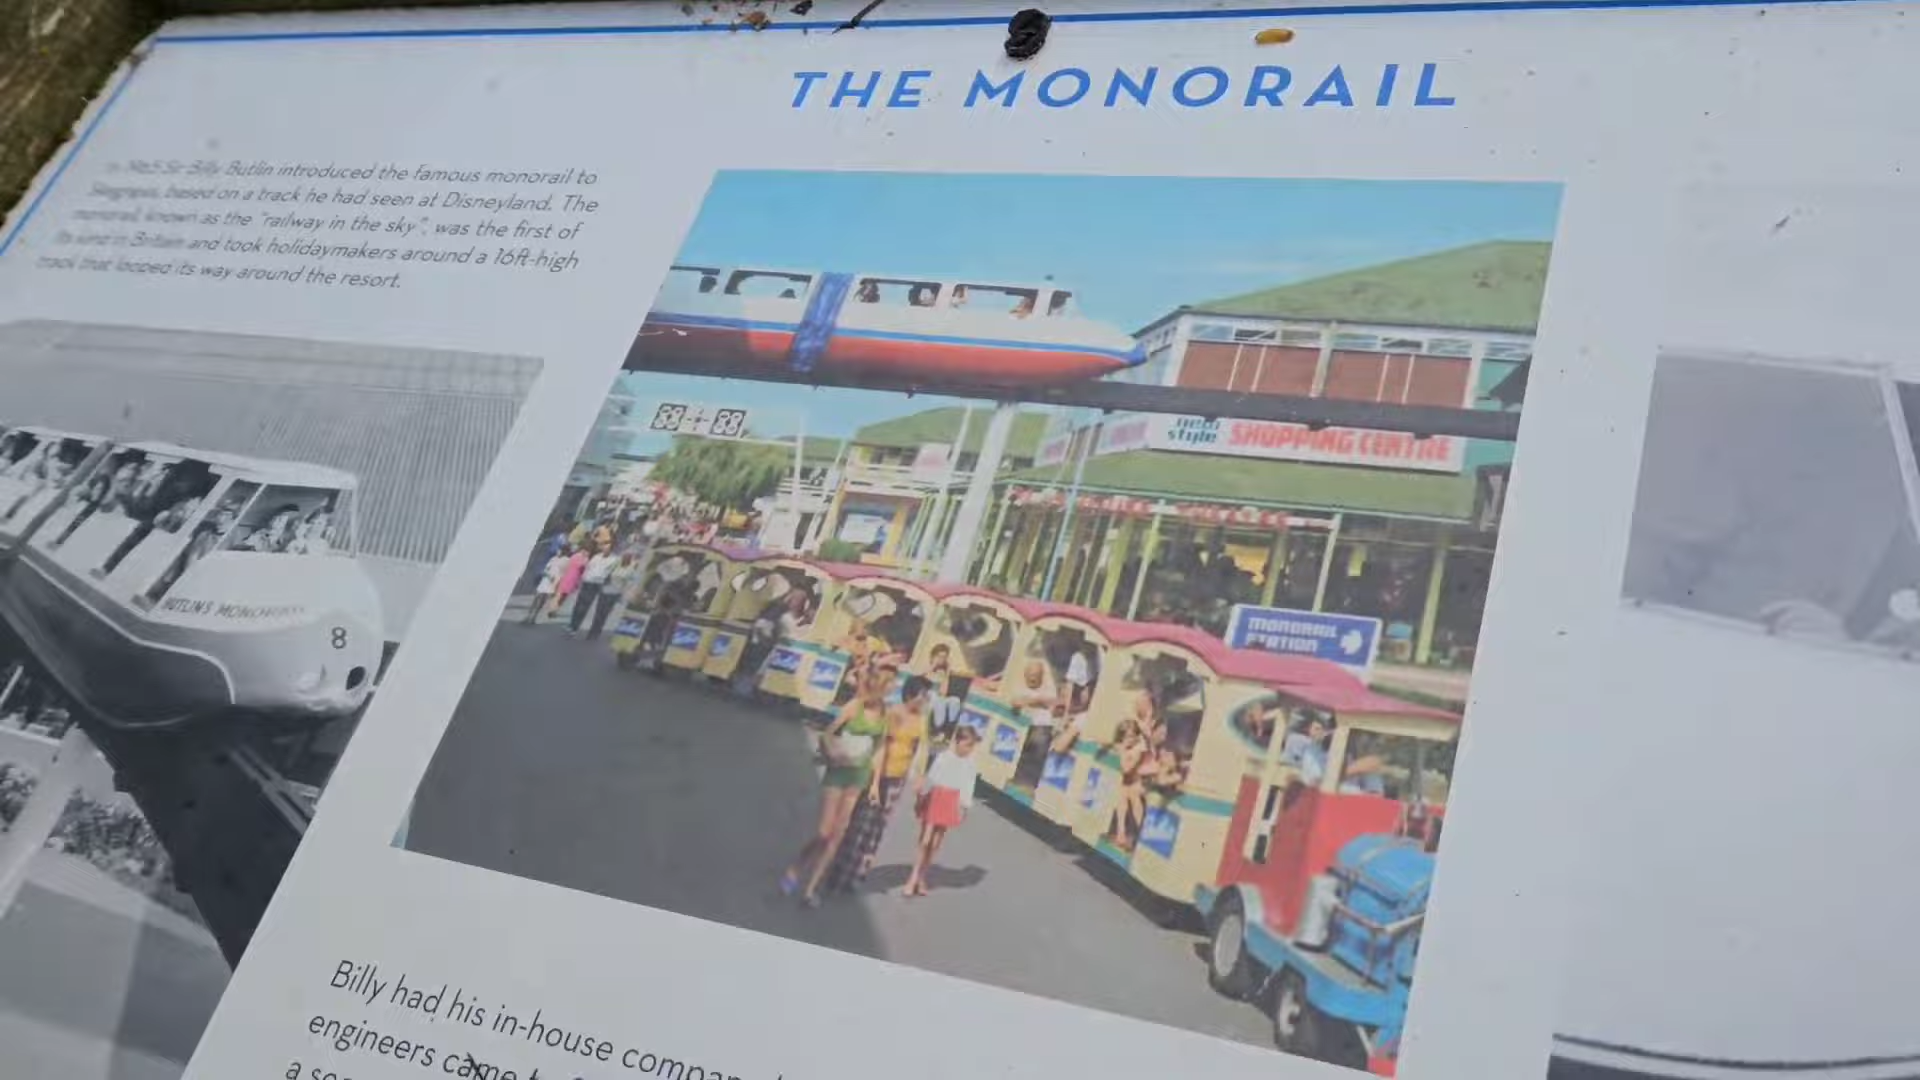 THE MONORAIL
In 1965 Sir Billy Butlin introduced the famous monorail to
Skegness, based on a track he had seen at Disneyland. The
monorail, known as the "railway in the sky", was the first of
its kind in Britain and took holidaymakers around a 16ft-high
track that looped its way around the resort.
BUTLINS MONORAIL
8
new
style SHOPPING CENTRE
MONORAIL
STATION
Butlin's
Billy had his in-house
engineers came
a